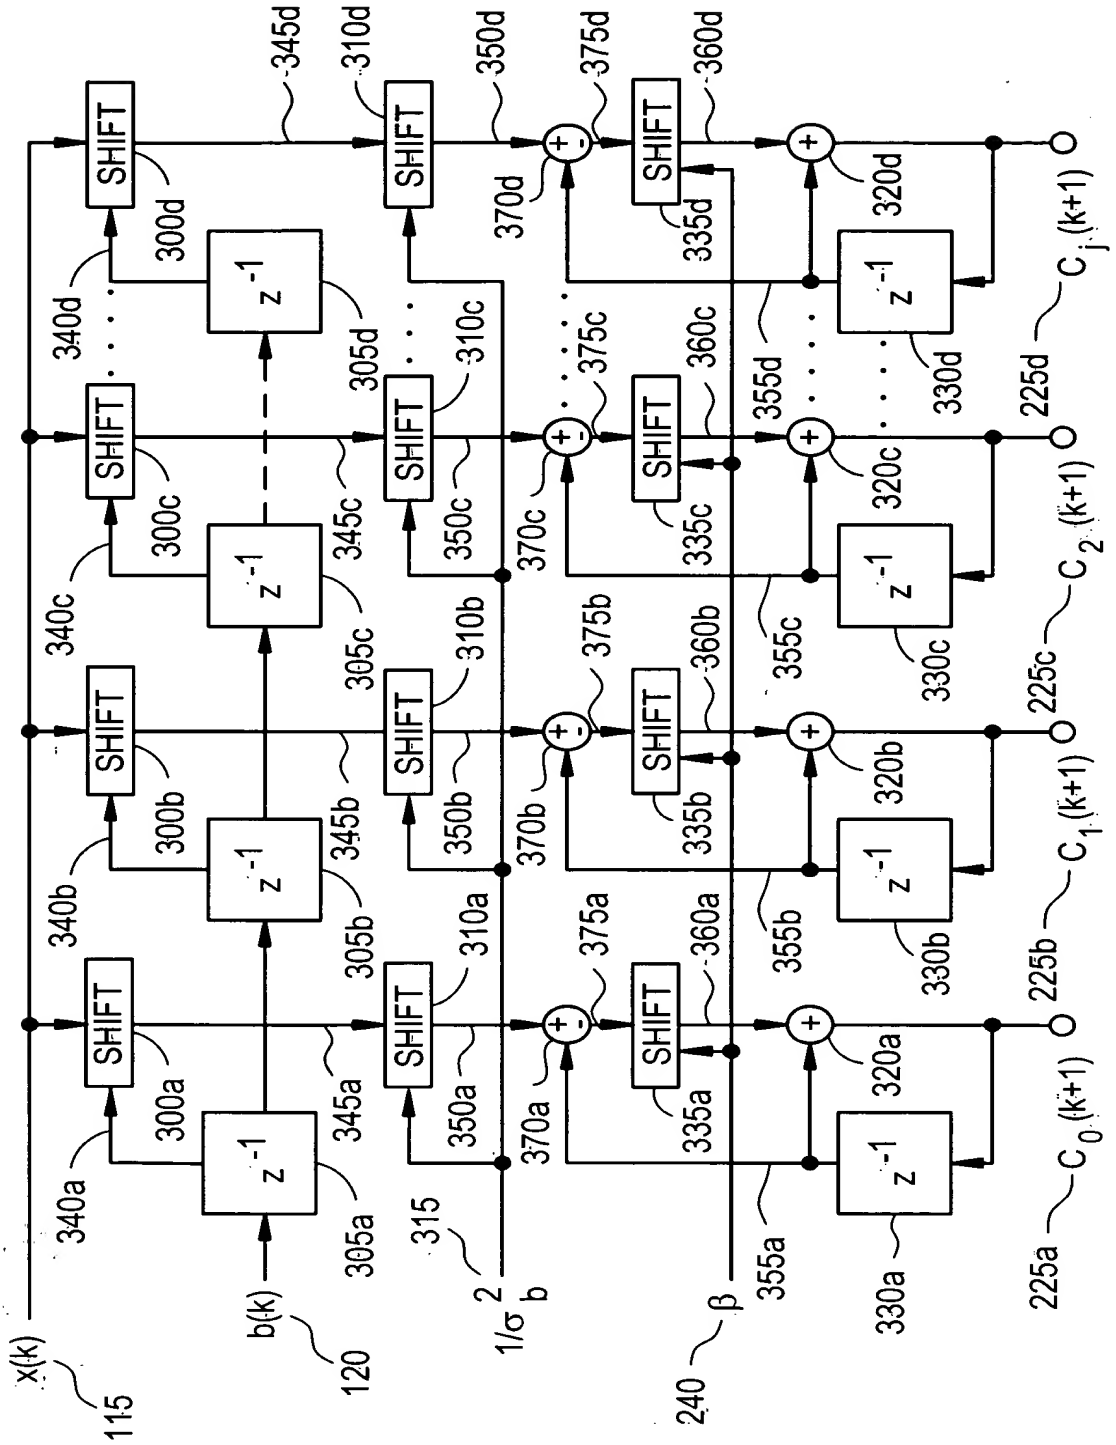 x(k)
115
340a 340b 340c 340d
SHIFT SHIFT SHIFT SHIFT
300a 300b 300c 300d
b(k)
120
z-1 z-1 z-1 z-1
305a 305b 305c 305d
345a 345b 345c 345d
315
SHIFT SHIFT SHIFT SHIFT
310a 310b 310c 310d
1/σ2b
350a 350b 350c 350d
370a 370b 370c 370d
+ - + - + - + -
375a 375b 375c 375d
SHIFT SHIFT SHIFT SHIFT
335a 335b 335c 335d
240
β
360a 360b 360c 360d
355a 355b 355c 355d
+ + + +
320a 320b 320c 320d
z-1 z-1 z-1 z-1
330a 330b 330c 330d
225a 225b 225c 225d
C0 (k+1) C1 (k+1) C2 (k+1) Cj (k+1)